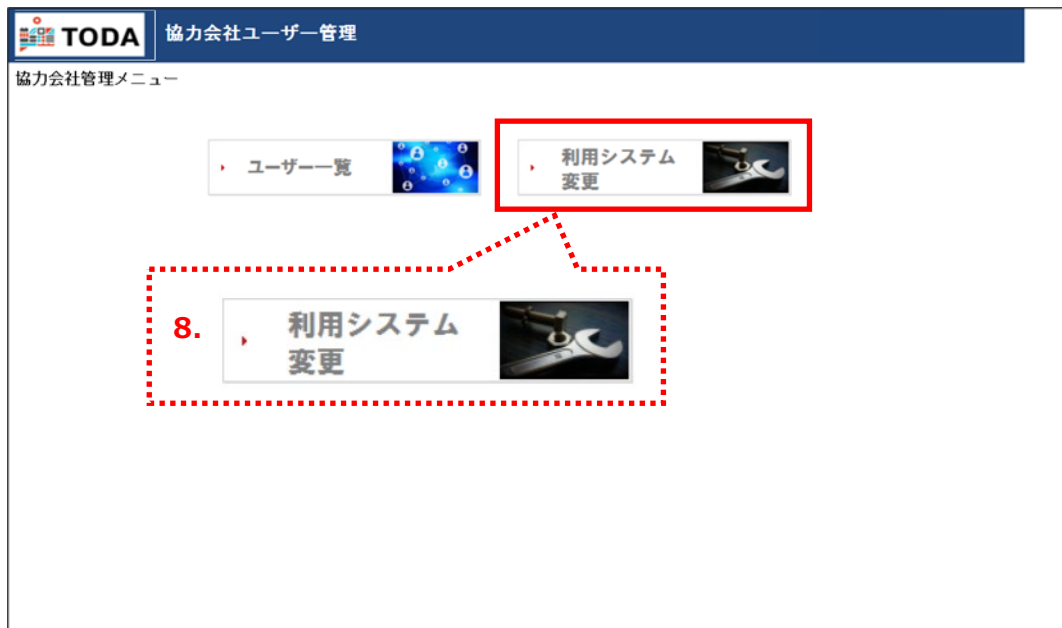 TODA
協力会社ユーザー管理
協力会社管理メニュー
ユーザー一覧
利用システム
変更
8.
利用システム
変更